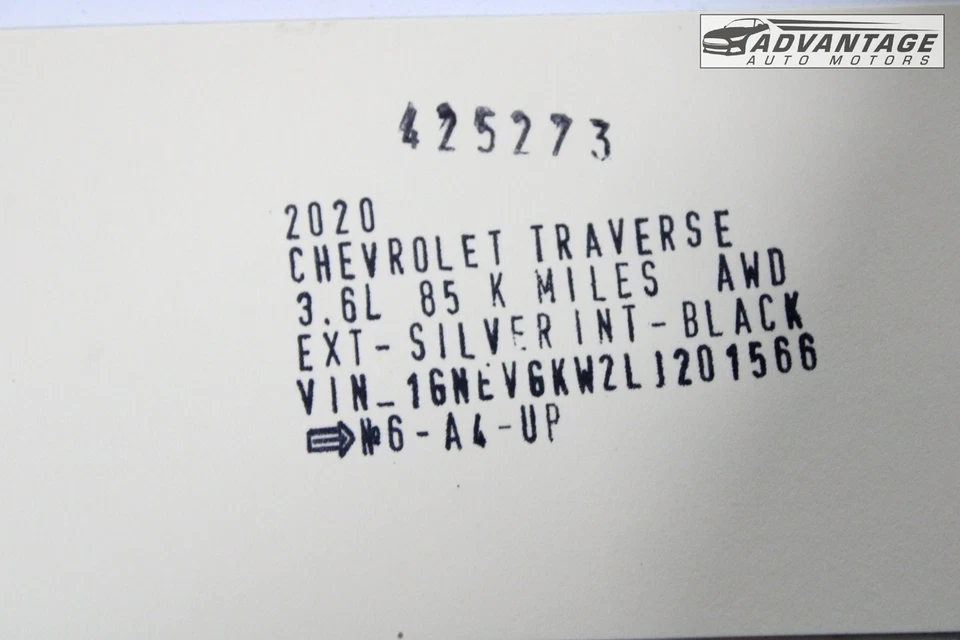 ADVANTAGE
AUTO MOTORS
425273
2020
CHEVROLET TRAVERSE
3.6L 85 K MILES AWD
EXT-SILVER INT-BLACK
VIN_1GNEVGKW2LJ201566
⇒№6-A4-UP